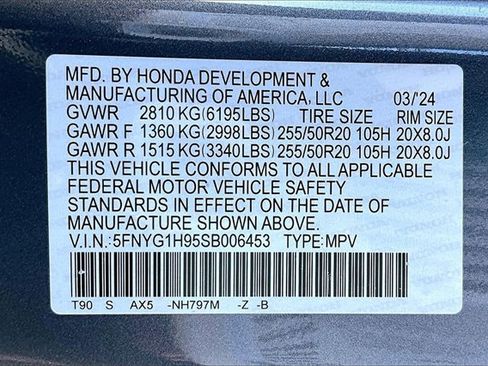 MFD. BY HONDA DEVELOPMENT &
MANUFACTURING OF AMERICA, LLC 03/'24
GVWR 2810 KG(6195LBS) TIRE SIZE RIM SIZE
GAWR F 1360 KG(2998LBS) 255/50R20 105H 20X8.0J
GAWR R 1515 KG(3340LBS) 255/50R20 105H 20X8.0J
THIS VEHICLE CONFORMS TO ALL APPLICABLE
FEDERAL MOTOR VEHICLE SAFETY
STANDARDS IN EFFECT ON THE DATE OF
MANUFACTURE SHOWN ABOVE.
V.I.N.:5FNYG1H95SB006453 TYPE:MPV
T90 S AX5 -NH797M -Z -B